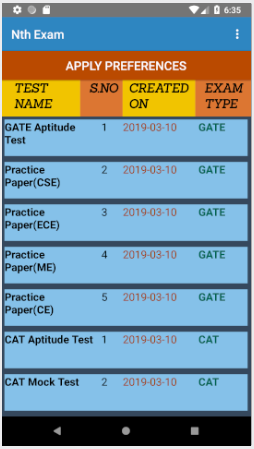 6:35
Nth Exam
APPLY PREFERENCES
TEST NAME S.NO CREATED ON EXAM TYPE
GATE Aptitude Test 1 2019-03-10 GATE
Practice Paper(CSE) 2 2019-03-10 GATE
Practice Paper(ECE) 3 2019-03-10 GATE
Practice Paper(ME) 4 2019-03-10 GATE
Practice Paper(CE) 5 2019-03-10 GATE
CAT Aptitude Test 1 2019-03-10 CAT
CAT Mock Test 2 2019-03-10 CAT